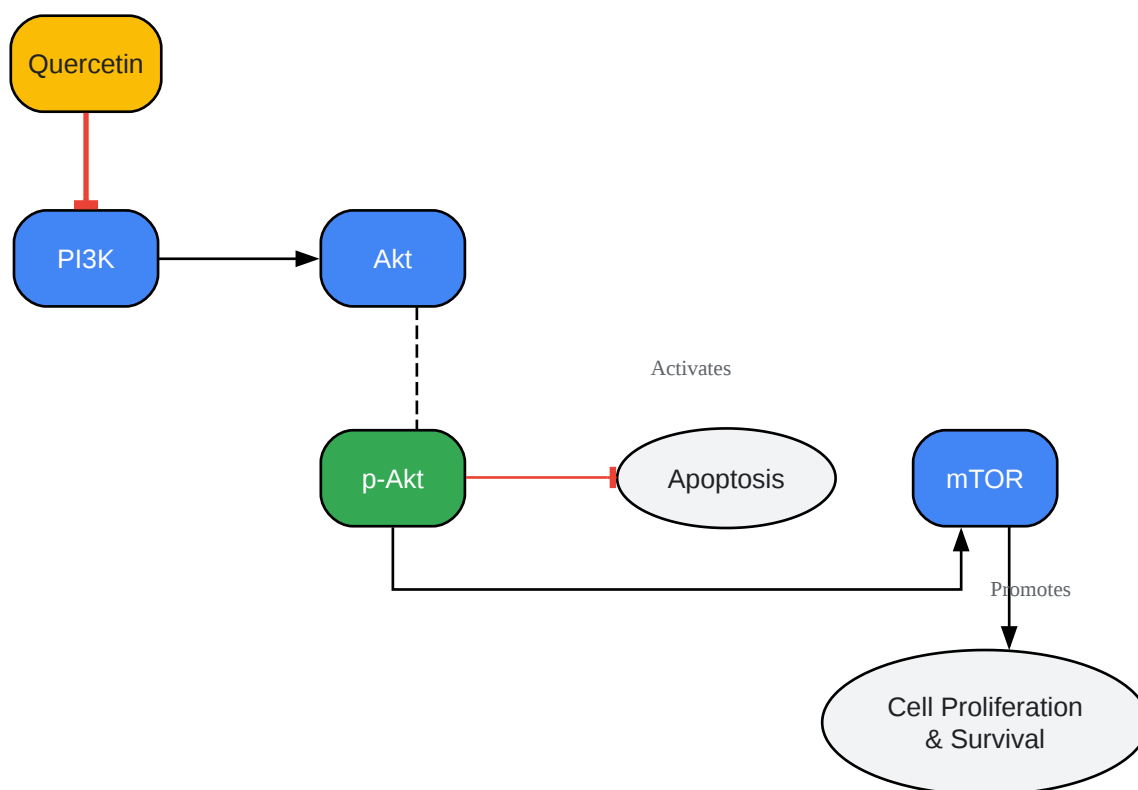 Quercetin
PI3K
Akt
Activates
p-Akt
Apoptosis
mTOR
Promotes
Cell Proliferation
& Survival